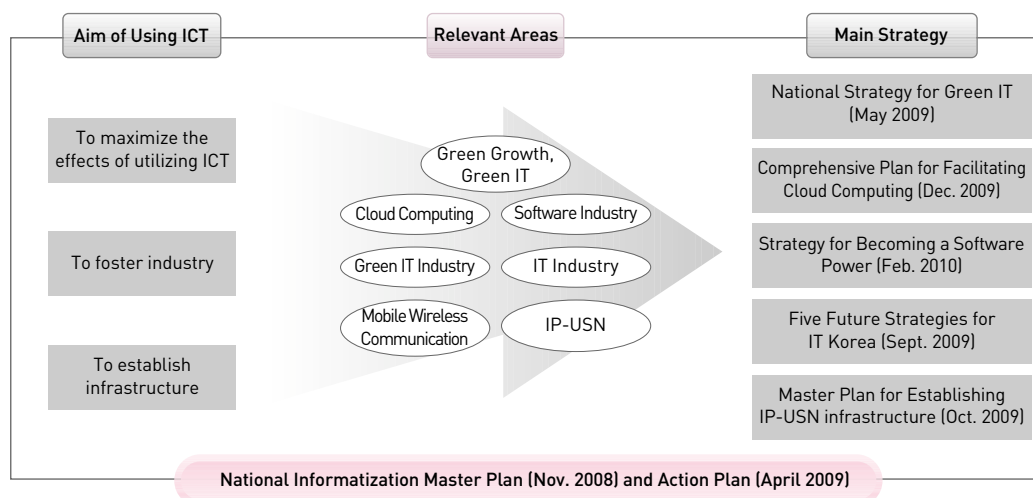 Aim of Using ICT
Relevant Areas
Main Strategy
To maximize the
effects of utilizing ICT
To foster industry
To establish
infrastructure
Green Growth,
Green IT
Cloud Computing
Software Industry
Green IT Industry
IT Industry
Mobile Wireless
Communication
IP-USN
National Strategy for Green IT
(May 2009)
Comprehensive Plan for Facilitating
Cloud Computing (Dec. 2009)
Strategy for Becoming a Software
Power (Feb. 2010)
Five Future Strategies for
IT Korea (Sept. 2009)
Master Plan for Establishing
IP-USN infrastructure (Oct. 2009)
National Informatization Master Plan (Nov. 2008) and Action Plan (April 2009)